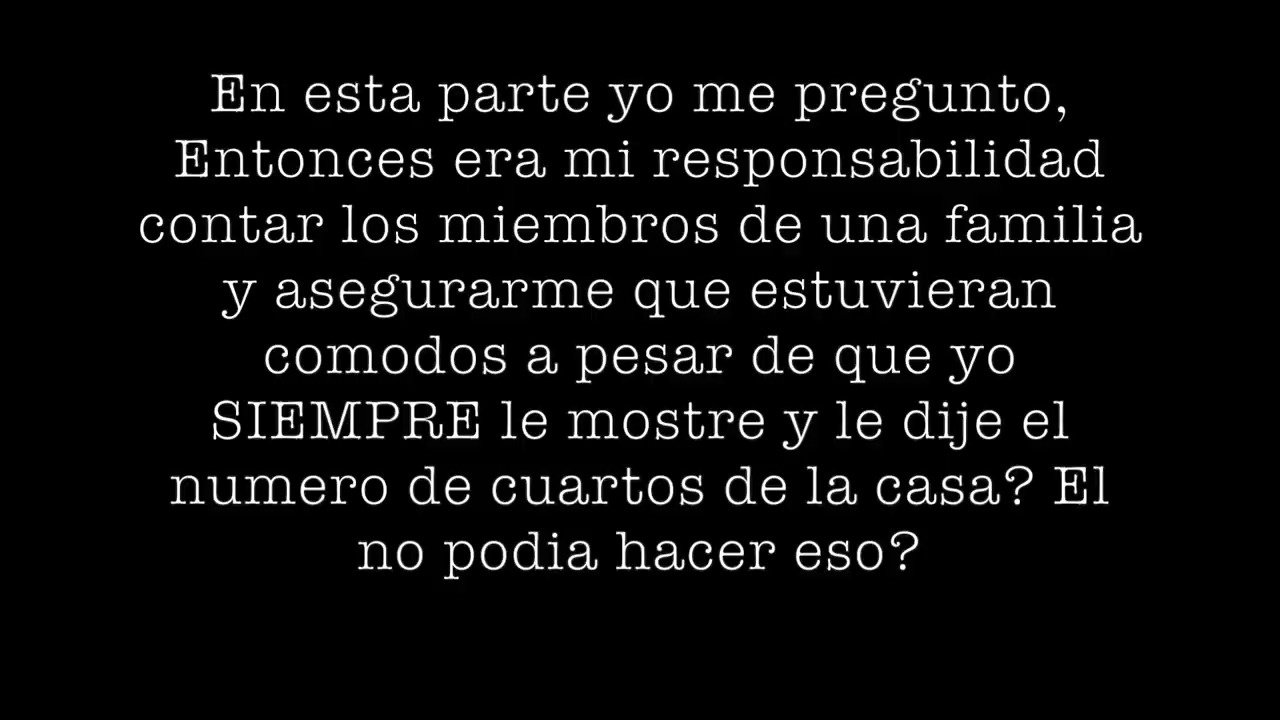 En esta parte yo me pregunto,
Entonces era mi responsabilidad
contar los miembros de una familia
y asegurarme que estuvieran
comodos a pesar de que yo
SIEMPRE le mostre y le dije el
numero de cuartos de la casa? El
no podia hacer eso?